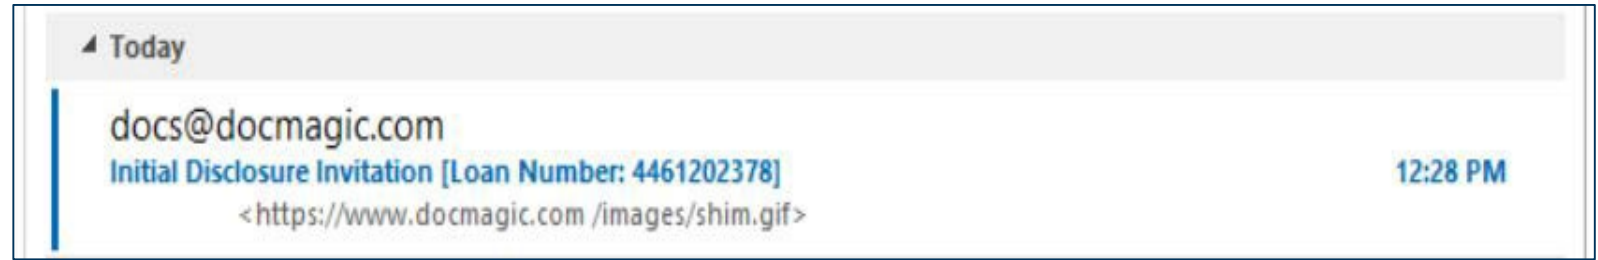 Today
docs@docmagic.com
Initial Disclosure Invitation [Loan Number: 4461202378]
12:28 PM
<https://www.docmagic.com /images/shim.gif>